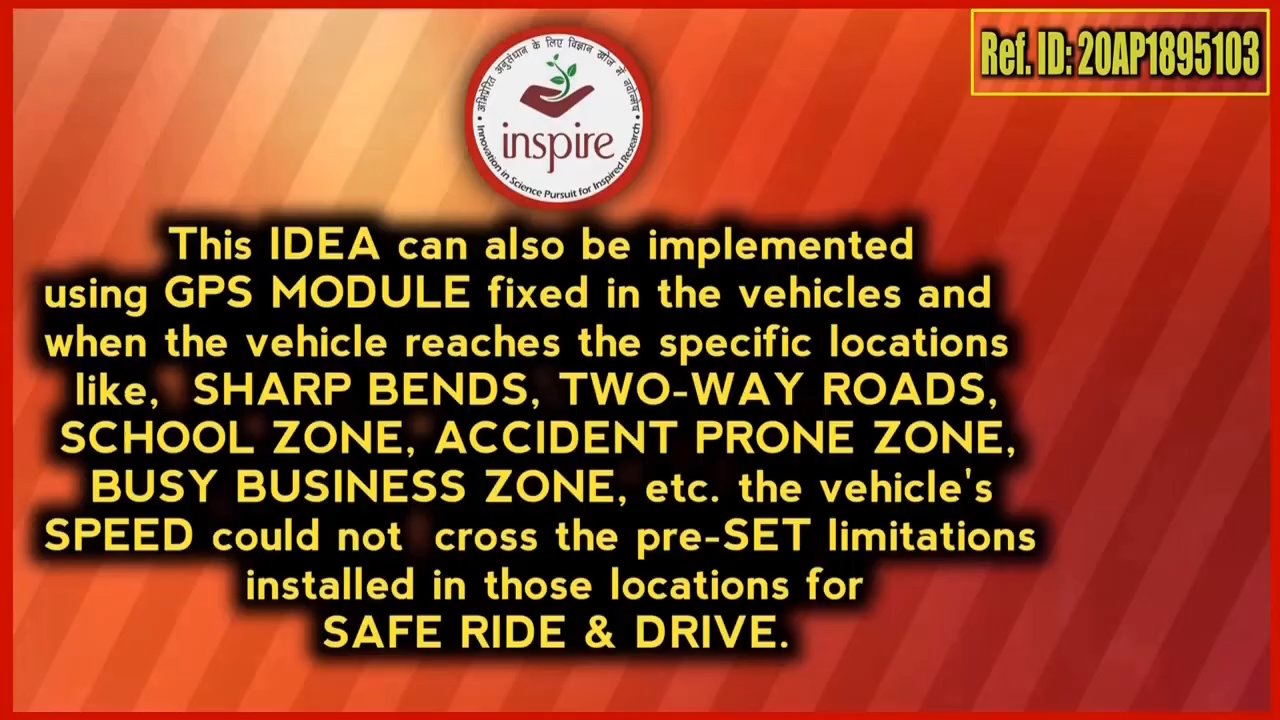 Ref. ID: 20AP1895103
अभिप्रेरित अनुसंधान के लिए विज्ञान खोज में नवोन्मेष
inspire
Innovation in Science Pursuit for Inspired Research
This IDEA can also be implemented
using GPS MODULE fixed in the vehicles and
when the vehicle reaches the specific locations
like, SHARP BENDS, TWO-WAY ROADS,
SCHOOL ZONE, ACCIDENT PRONE ZONE,
BUSY BUSINESS ZONE, etc. the vehicle's
SPEED could not cross the pre-SET limitations
installed in those locations for
SAFE RIDE & DRIVE.